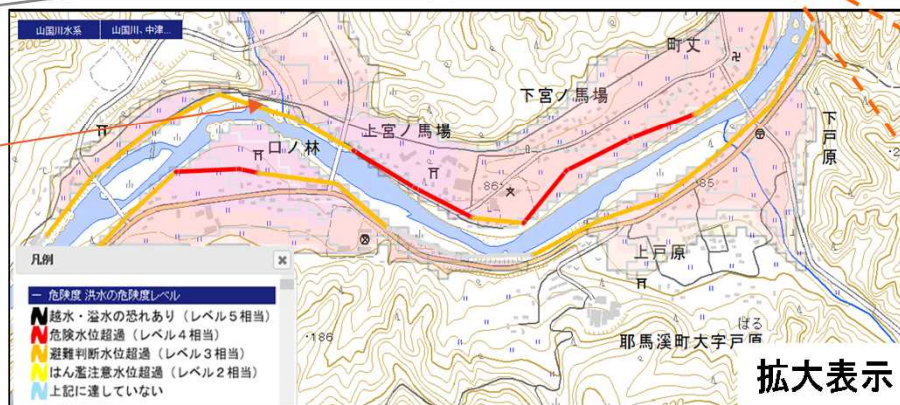 山国川水系
山国川、中津...
200
町丈
下宮ノ馬場
上宮ノ馬場
口ノ林
下戸原
86
85
上戸原
186
ばる
耶馬溪町大字戸原
凡例
危険度 洪水の危険度レベル
越水・溢水の恐れあり（レベル５相当）
危険水位超過（レベル４相当）
避難判断水位超過（レベル３相当）
はん濫注意水位超過（レベル２相当）
上記に達していない
拡大表示